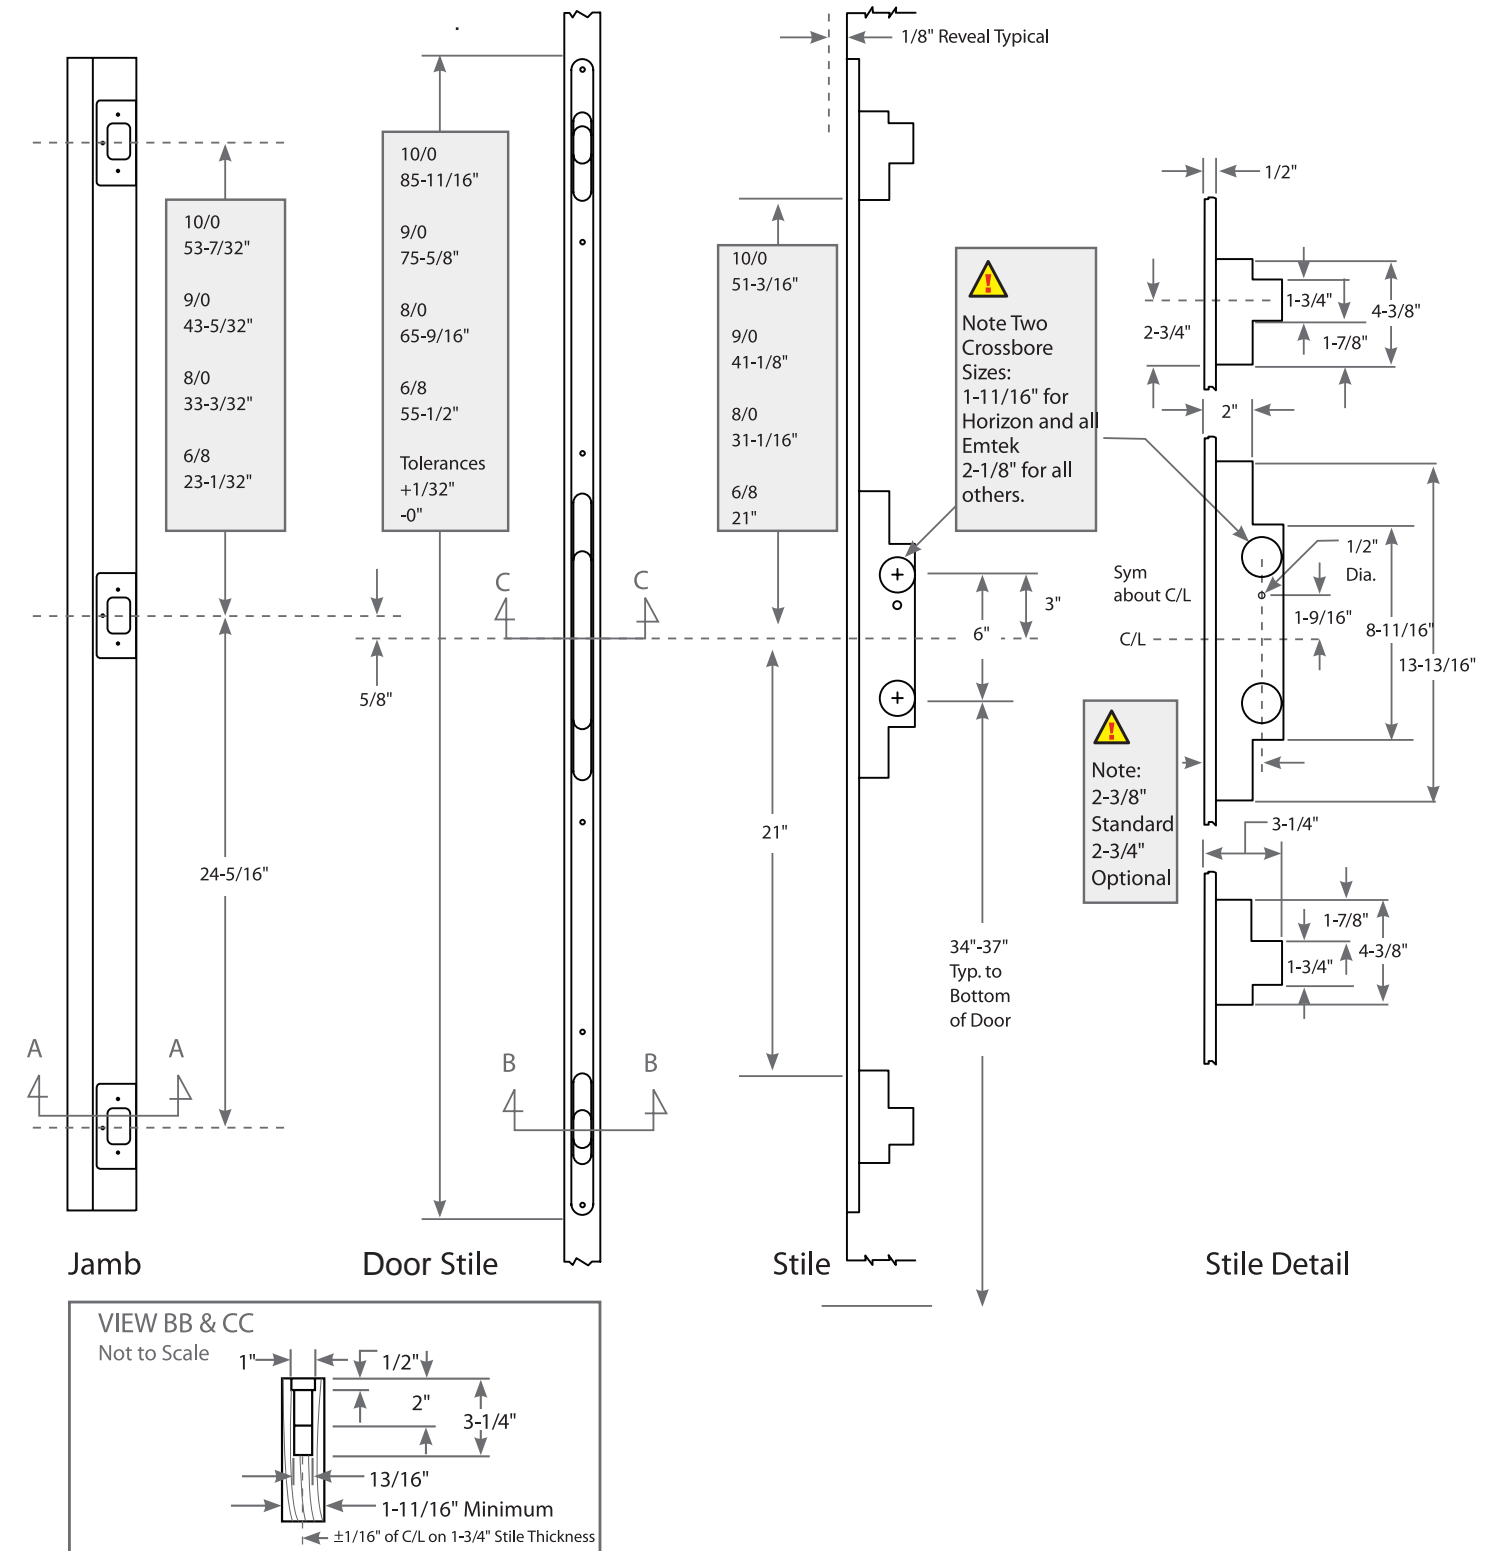 1/8" Reveal Typical
10/0
53-7/32"
9/0
43-5/32"
8/0
33-3/32"
6/8
23-1/32"
24-5/16"
A
A
Jamb
10/0
85-11/16"
9/0
75-5/8"
8/0
65-9/16"
6/8
55-1/2"
Tolerances
+1/32"
-0"
5/8"
C
C
B
B
Door Stile
10/0
51-3/16"
9/0
41-1/8"
8/0
31-1/16"
6/8
21"
21"
Note Two
Crossbore
Sizes:
1-11/16" for
Horizon and all
Emtek
2-1/8" for all
others.
3"
6"
34"-37"
Typ. to
Bottom
of Door
Stile
1/2"
1-3/4"
4-3/8"
2-3/4"
1-7/8"
2"
1/2"
Dia.
Sym
about C/L
1-9/16"
C/L
8-11/16"
13-13/16"
Note:
2-3/8"
Standard
2-3/4"
Optional
3-1/4"
1-7/8"
4-3/8"
1-3/4"
Stile Detail
VIEW BB & CC
Not to Scale
1"
1/2"
2"
3-1/4"
13/16"
1-11/16" Minimum
±1/16" of C/L on 1-3/4" Stile Thickness